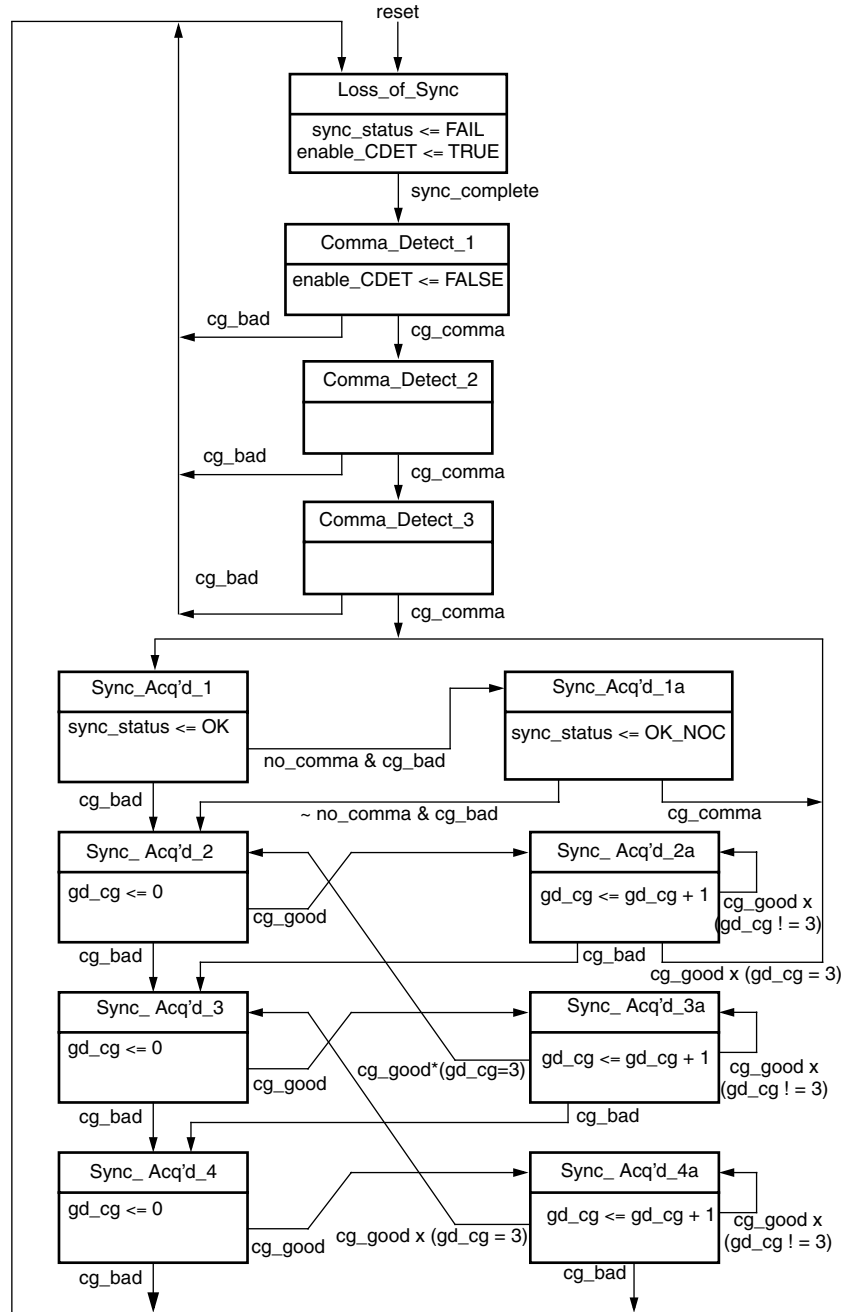 reset
Loss_of_Sync
sync_status <= FAIL
enable_CDET <= TRUE
sync_complete
Comma_Detect_1
enable_CDET <= FALSE
cg_bad
cg_comma
Comma_Detect_2
cg_bad
cg_comma
Comma_Detect_3
cg_bad
cg_comma
Sync_Acq'd_1
sync_status <= OK
Sync_Acq'd_1a
sync_status <= OK_NOC
no_comma & cg_bad
cg_bad
~ no_comma & cg_bad
cg_comma
Sync_ Acq'd_2
gd_cg <= 0
cg_good
Sync_ Acq'd_2a
gd_cg <= gd_cg + 1
cg_good x
(gd_cg ! = 3)
cg_bad
cg_bad
cg_good x (gd_cg = 3)
Sync_ Acq'd_3
gd_cg <= 0
cg_good
cg_good*(gd_cg=3)
Sync_ Acq'd_3a
gd_cg <= gd_cg + 1
cg_good x
(gd_cg ! = 3)
cg_bad
cg_bad
Sync_ Acq'd_4
gd_cg <= 0
cg_good
cg_good x (gd_cg = 3)
Sync_ Acq'd_4a
gd_cg <= gd_cg + 1
cg_good x
(gd_cg ! = 3)
cg_bad
cg_bad